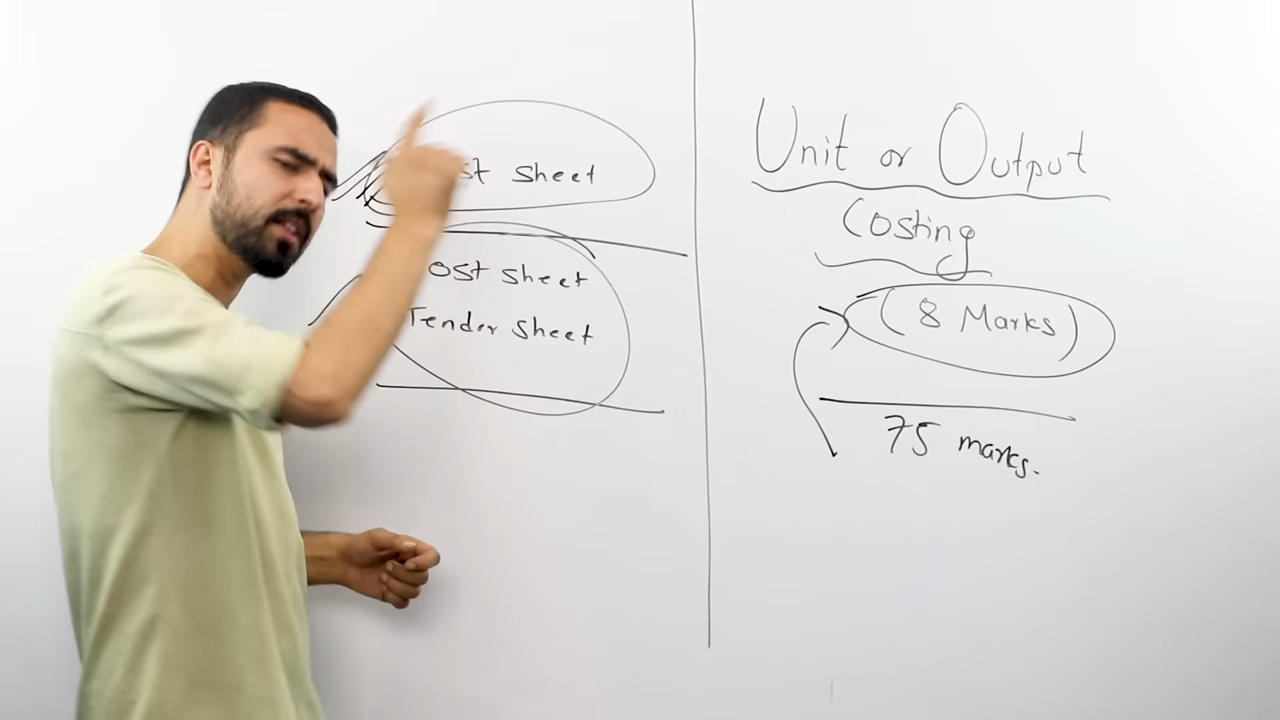 st sheet
ost sheet
Tender sheet
Unit or Output
Costing
(8 Marks)
75 marks.